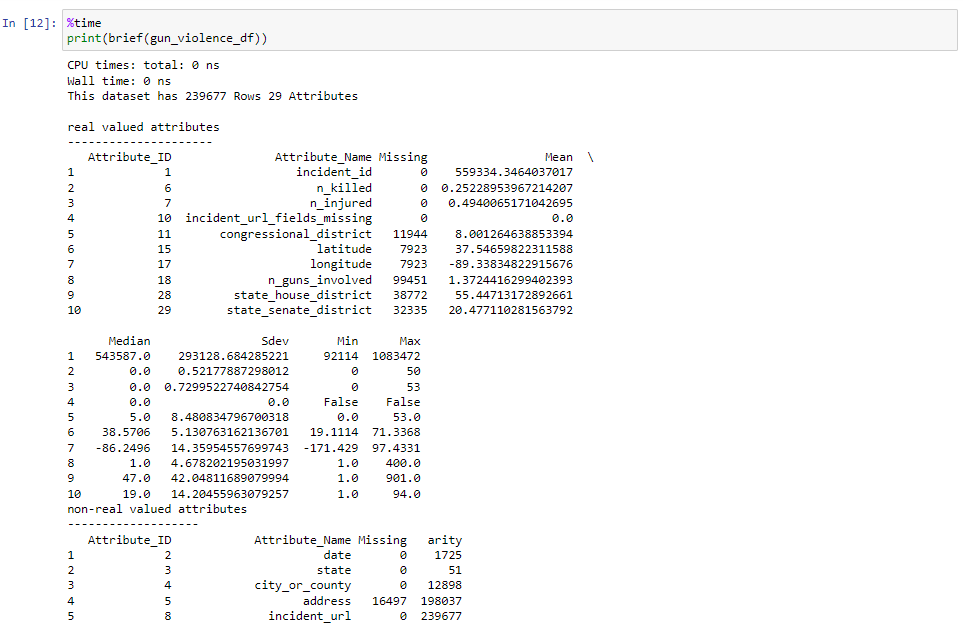 In [12]: %time
print(brief(gun_violence_df))
CPU times: total: 0 ns
Wall time: 0 ns
This dataset has 239677 Rows 29 Attributes
real valued attributes
---------------------
Attribute_ID Attribute_Name Missing Mean \
1 1 incident_id 0 559334.3464037017
2 6 n_killed 0 0.25228953967214207
3 7 n_injured 0 0.4940065171042695
4 10 incident_url_fields_missing 0 0.0
5 11 congressional_district 11944 8.001264638853394
6 15 latitude 7923 37.54659822311588
7 17 longitude 7923 -89.33834822915676
8 18 n_guns_involved 99451 1.3724416299402393
9 28 state_house_district 38772 55.44713172892661
10 29 state_senate_district 32335 20.477110281563792
Median Sdev Min Max
1 543587.0 293128.684285221 92114 1083472
2 0.0 0.52177887298012 0 50
3 0.0 0.7299522740842754 0 53
4 0.0 0.0 False False
5 5.0 8.480834796700318 0.0 53.0
6 38.5706 5.130763162136701 19.1114 71.3368
7 -86.2496 14.35954557699743 -171.429 97.4331
8 1.0 4.678202195031997 1.0 400.0
9 47.0 42.04811689079994 1.0 901.0
10 19.0 14.20455963079257 1.0 94.0
non-real valued attributes
-------------------
Attribute_ID Attribute_Name Missing arity
1 2 date 0 1725
2 3 state 0 51
3 4 city_or_county 0 12898
4 5 address 16497 198037
5 8 incident_url 0 239677